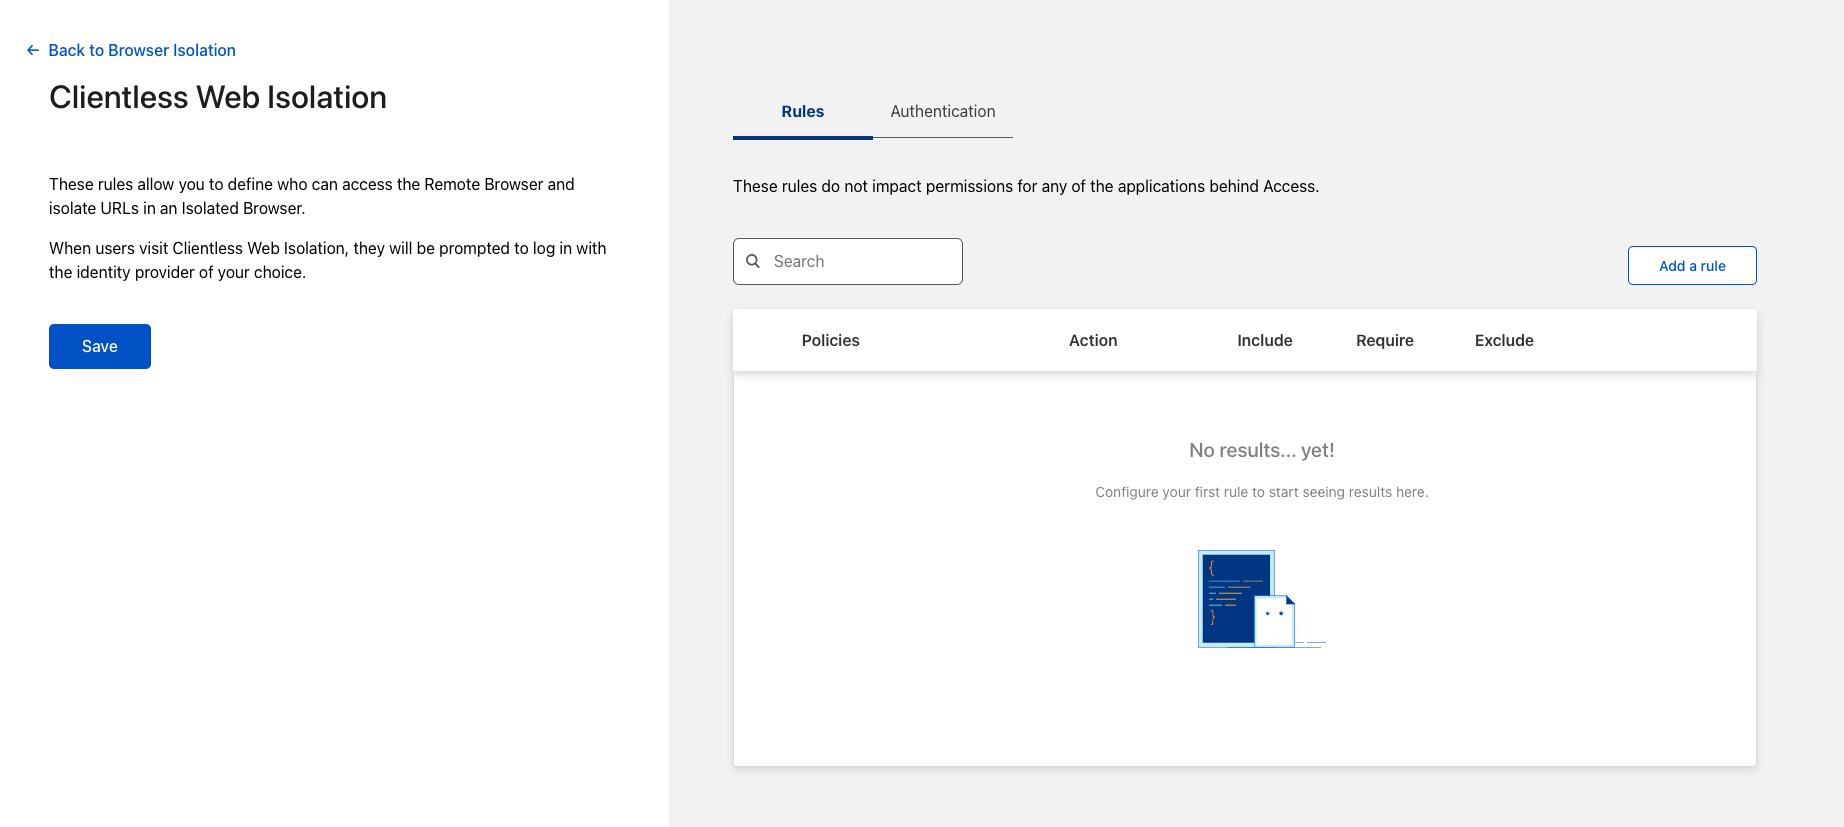 Back to Browser Isolation
Clientless Web Isolation
These rules allow you to define who can access the Remote Browser and
isolate URLs in an Isolated Browser.
When users visit Clientless Web Isolation, they will be prompted to log in with
the identity provider of your choice.
Save
Rules Authentication
These rules do not impact permissions for any of the applications behind Access.
Search
Add a rule
Policies Action Include Require Exclude
No results... yet!
Configure your first rule to start seeing results here.
{
}